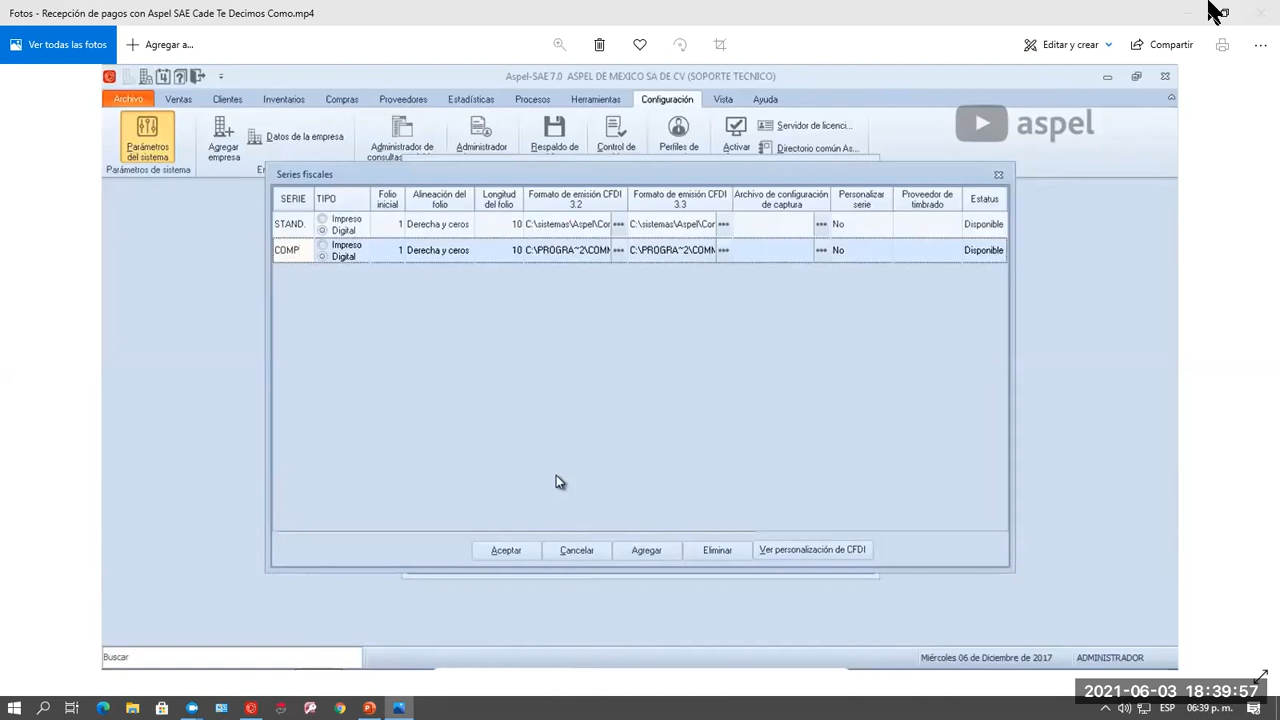 Fotos - Recepción de pagos con Aspel SAE Cade Te Decimos Como.mp4
Ver todas las fotos
Agregar a...
Editar y crear
Compartir
Aspel-SAE 7.0 ASPEL DE MEXICO SA DE CV (SOPORTE TECNICO)
Archivo Ventas Clientes Inventarios Compras Proveedores Estadísticas Procesos Herramientas Configuración Vista Ayuda
Parámetros del sistema
Agregar empresa
Datos de la empresa
Administrador de consultas
Administrador
Respaldo de
Control de
Perfiles de
Activar
Servidor de licenci...
Directorio común As...
aspel
Parámetros de sistema
Series fiscales
SERIE TIPO Folio inicial Alineación del folio Longitud del folio Formato de emisión CFDI 3.2 Formato de emisión CFDI 3.3 Archivo de configuración de captura Personalizar serie Proveedor de timbrado Estatus
STAND. Impreso Digital 1 Derecha y ceros 10 C:\sistemas\Aspel\Cor C:\sistemas\Aspel\Cor No Disponible
COMP Impreso Digital 1 Derecha y ceros 10 C:\PROGRA~2\COMM C:\PROGRA~2\COMM No Disponible
Aceptar Cancelar Agregar Eliminar Ver personalización de CFDI
Buscar
Miércoles 06 de Diciembre de 2017 ADMINISTRADOR
2021-06-03 18:39:57
ESP 06:39 p. m.